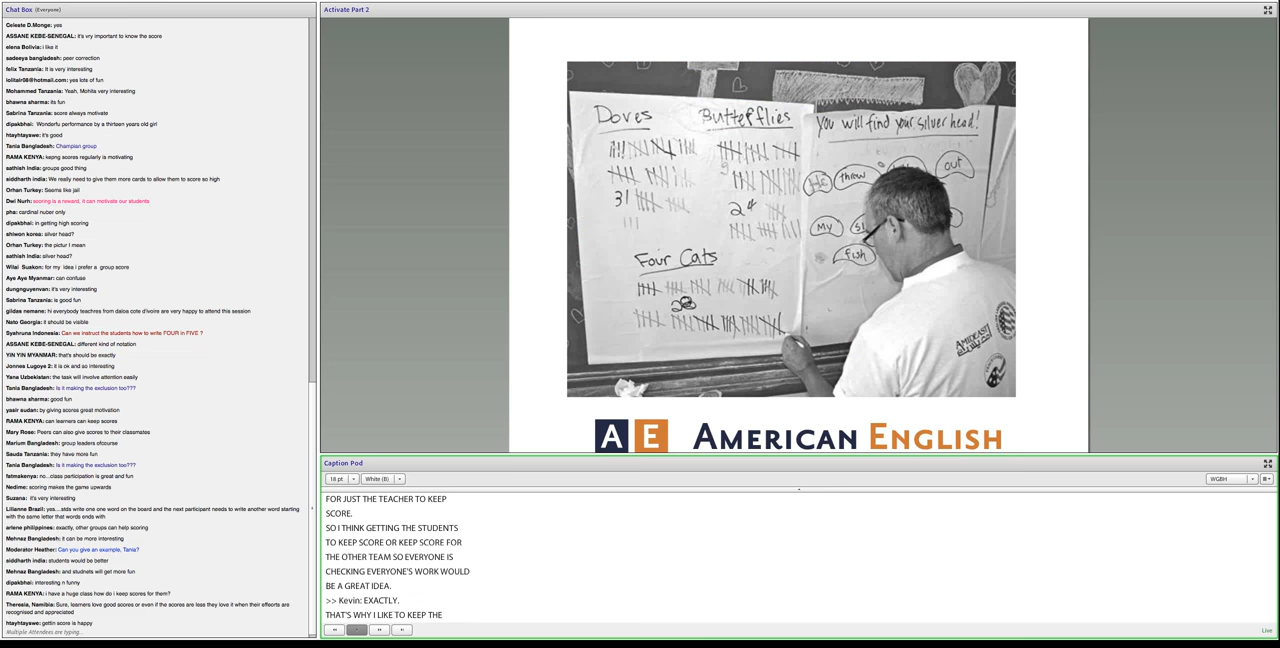 Chat Box (Everyone)
Celeste D.Monge: yes
ASSANE KEBE-SENEGAL: it's vry important to know the score
elena Bolivia: i like it
sadeeya bangladesh: peer correction
felix Tanzania: It is very interesting
lolitalr08@hotmail.com: yes lots of fun
Mohammed Tanzania: Yeah, Mohita very interesting
bhawna sharma: its fun
Sabrina Tanzania: score always motivate
dipakbhai: Wonderfu performance by a thirteen years old girl
htayhtayswe: it's good
Tania Bangladesh: Champian group
RAMA KENYA: kepng scores regularly is motivating
sathish India: groups good thing
siddharth india: We really need to give them more cards to allow them to score so high
Orhan Turkey: Seems like jail
Dwi Nurh: scoring is a reward, it can motivate our students
pha: cardinal nuber only
dipakbhai: in getting high scoring
shiwon korea: silver head?
Orhan Turkey: the pictur I mean
sathish India: silver head?
Wilai Suskon: for my idea i prefer a group score
Aye Aye Myanmar: can confuse
dungnguyenvan: it's very interesting
Sabrina Tanzania: is good fun
gildas nemane: hi everybody teachres from daloa cote d'ivoire are very happy to attend this session
Nato Georgia: it should be visible
Syahruna Indonesia: Can we instruct the students how to write FOUR in FIVE ?
ASSANE KEBE-SENEGAL: different kind of notation
YIN YIN MYANMAR: that's should be exactly
Jonnes Lugoye 2: it is ok and so interesting
Yana Uzbekistan: the task will involve attention easily
Tania Bangladesh: Is it making the exclusion too???
bhawna sharma: good fun
yasir sudan: by giving scores great motivation
RAMA KENYA: can learners can keep scores
Mary Rose: Peers can also give scores to their classmates
Marium Bangladesh: group leaders ofcourse
Sauda Tanzania: they have more fun
Tania Bangladesh: Is it making the exclusion too???
fatmakenya: no...class participation is great and fun
Nedime: scoring makes the game upwards
Suzana: it's very interesting
Lilianne Brazil: yes....stds write one one word on the board and the next participant needs to write another word starting
with the same letter that words ends with
arlene philippines: exactly, other groups can help scoring
Mehnaz Bangladesh: it can be more interesting
Moderator Heather: Can you give an example, Tania?
siddharth india: students would be better
Mehnaz Bangladesh: and studnets will get more fun
dipakbhai: interesting n funny
RAMA KENYA: i have a huge class how do i keep scores for them?
Theresia, Namibia: Sure, learners love good scores or even if the scores are less they love it when their effeorts are
recognised and appreciated
htayhtayswe: gettin score is happy
Multiple Attendees are typing...
Activate Part 2
Doves
Butterflies
You will find your silver head!
He
threw
out
31
24
My
fish
Four Cats
28
AMIDEAST
AE AMERICAN ENGLISH
Caption Pod
18 pt
White (B)
WGBH
FOR JUST THE TEACHER TO KEEP
SCORE.
SO I THINK GETTING THE STUDENTS
TO KEEP SCORE OR KEEP SCORE FOR
THE OTHER TEAM SO EVERYONE IS
CHECKING EVERYONE'S WORK WOULD
BE A GREAT IDEA.
>> Kevin: EXACTLY.
THAT'S WHY I LIKE TO KEEP THE
Live